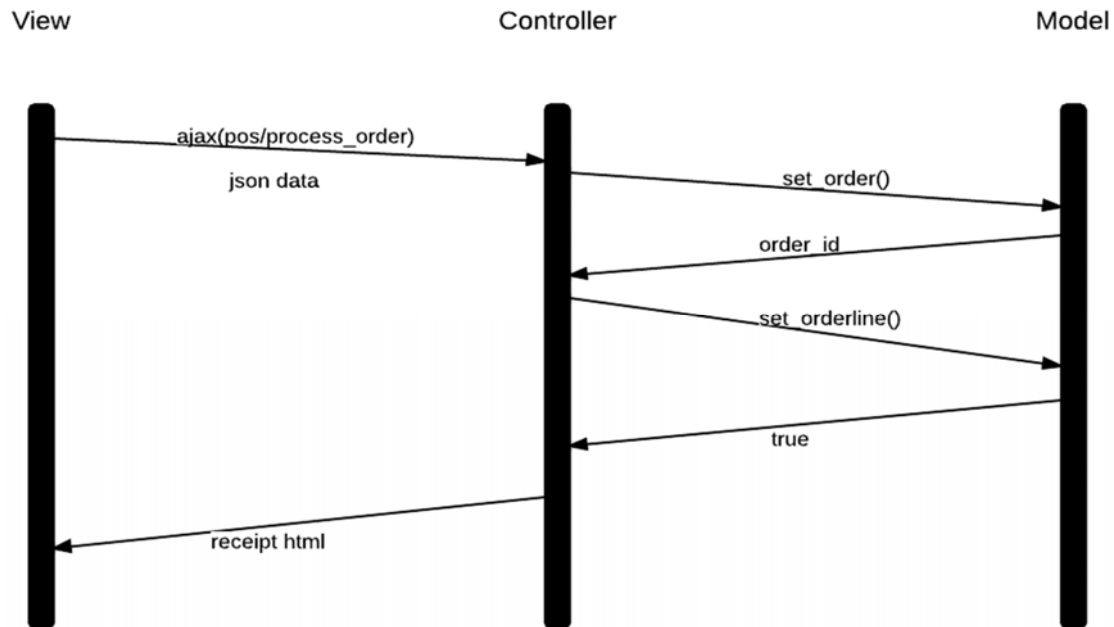 View
Controller
Model
ajax(pos/process_order)
json data
set_order()
order_id
set_orderline()
true
receipt html